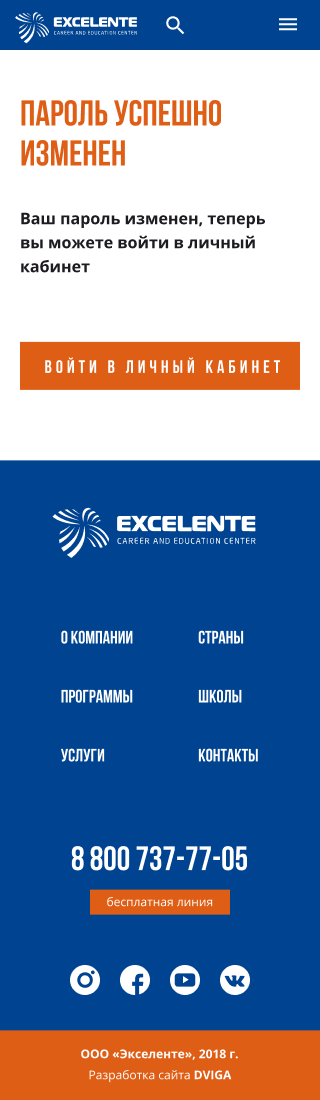 EXCELENTE
CAREER AND EDUCATION CENTER
ПАРОЛЬ УСПЕШНО
ИЗМЕНЕН
Ваш пароль изменен, теперь
вы можете войти в личный
кабинет
ВОЙТИ В ЛИЧНЫЙ КАБИНЕТ
EXCELENTE
CAREER AND EDUCATION CENTER
О КОМПАНИИ
СТРАНЫ
ПРОГРАММЫ
ШКОЛЫ
УСЛУГИ
КОНТАКТЫ
8 800 737-77-05
бесплатная линия
ООО «Экселенте», 2018 г.
Разработка сайта DVIGA